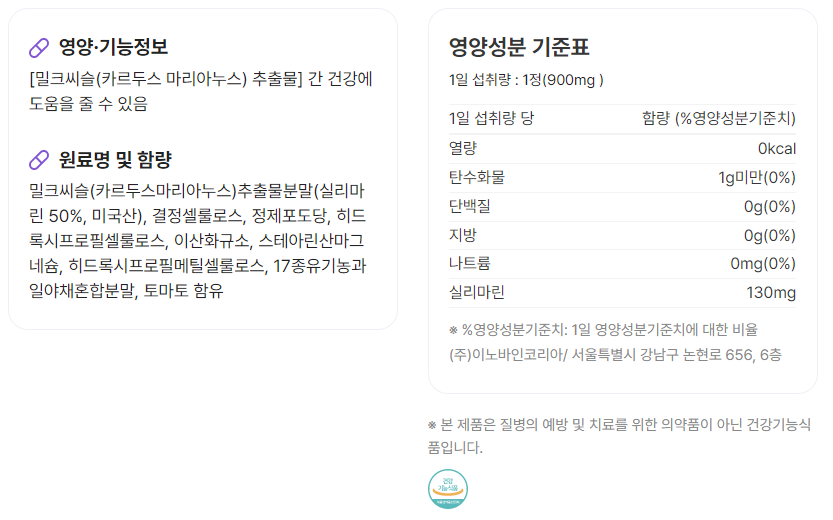 영양·기능정보
[밀크씨슬(카르두스 마리아누스) 추출물] 간 건강에
도움을 줄 수 있음
원료명 및 함량
밀크씨슬(카르두스마리아누스)추출물분말(실리마
린 50%, 미국산), 결정셀룰로스, 정제포도당, 히드
록시프로필셀룰로스, 이산화규소, 스테아린산마그
네슘, 히드록시프로필메틸셀룰로스, 17종유기농과
일야채혼합분말, 토마토 함유
영양성분 기준표
1일 섭취량 : 1정(900mg )
1일 섭취량 당 함량 (%영양성분기준치)
열량 0kcal
탄수화물 1g미만(0%)
단백질 0g(0%)
지방 0g(0%)
나트륨 0mg(0%)
실리마린 130mg
※ %영양성분기준치: 1일 영양성분기준치에 대한 비율
(주)이노바인코리아/ 서울특별시 강남구 논현로 656, 6층
※ 본 제품은 질병의 예방 및 치료를 위한 의약품이 아닌 건강기능식
품입니다.
건강
기능식품